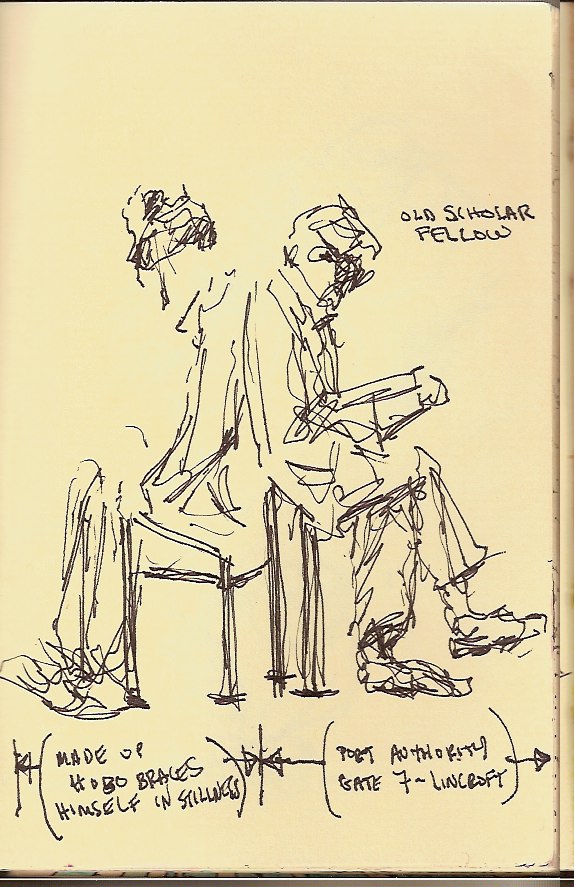 OLD SCHOLAR
FELLOW
MADE UP
HOBO BRACES
HIMSELF IN STILLNESS
PORT AUTHORITY
GATE 7~LINCROFT